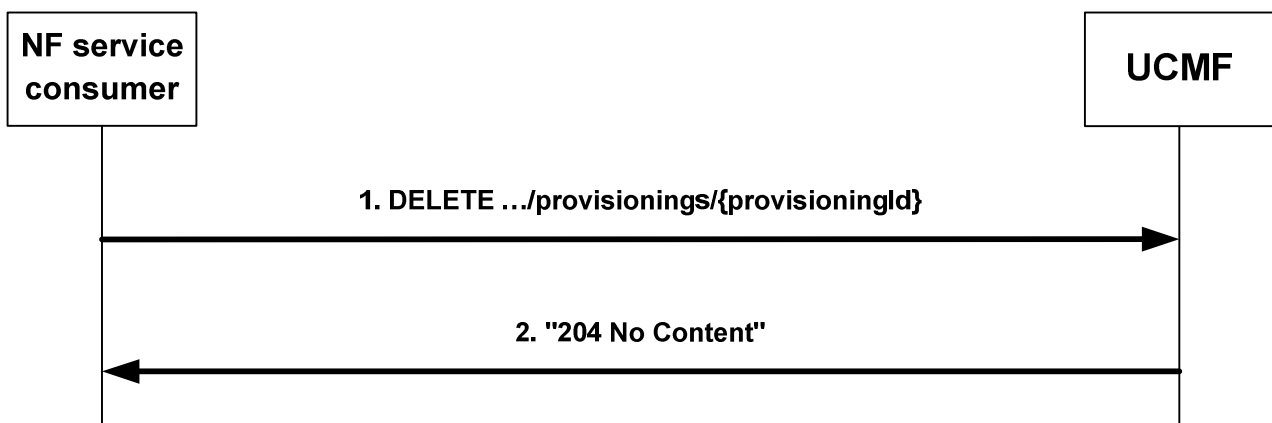 NF service
consumer
UCMF
1. DELETE …/provisionings/{provisioningId}
2. "204 No Content"